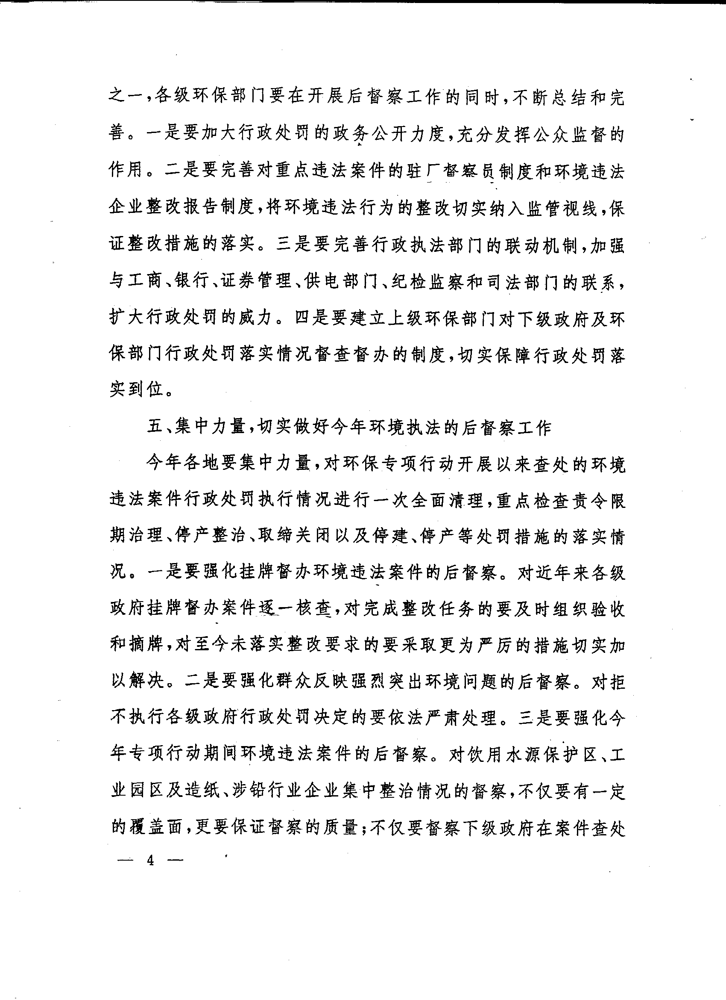 之一,各级环保部门要在开展后督察工作的同时,不断总结和完
善。一是要加大行政处罚的政务公开力度,充分发挥公众监督的
作用。二是要完善对重点违法案件的驻厂督察员制度和环境违法
企业整改报告制度,将环境违法行为的整改切实纳入监管视线,保
证整改措施的落实。三是要完善行政执法部门的联动机制,加强
与工商、银行、证券管理、供电部门、纪检监察和司法部门的联系,
扩大行政处罚的威力。四是要建立上级环保部门对下级政府及环
保部门行政处罚落实情况督查督办的制度,切实保障行政处罚落
实到位。
五、集中力量,切实做好今年环境执法的后督察工作
今年各地要集中力量,对环保专项行动开展以来查处的环境
违法案件行政处罚执行情况进行一次全面清理,重点检查责令限
期治理、停产整治、取缔关闭以及停建、停产等处罚措施的落实情
况。一是要强化挂牌督办环境违法案件的后督察。对近年来各级
政府挂牌督办案件逐一核查,对完成整改任务的要及时组织验收
和摘牌,对至今未落实整改要求的要采取更为严厉的措施切实加
以解决。二是要强化群众反映强烈突出环境问题的后督察。对拒
不执行各级政府行政处罚决定的要依法严肃处理。三是要强化今
年专项行动期间环境违法案件的后督察。对饮用水源保护区、工
业园区及造纸、涉铅行业企业集中整治情况的督察,不仅要有一定
的覆盖面,更要保证督察的质量;不仅要督察下级政府在案件查处
— 4 —